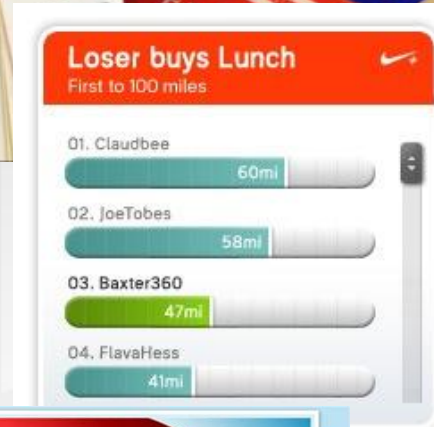 Loser buys Lunch
First to 100 miles
01. Claudbee
60mi
02. JoeTobes
58mi
03. Baxter360
47mi
04. FlavaHess
41mi